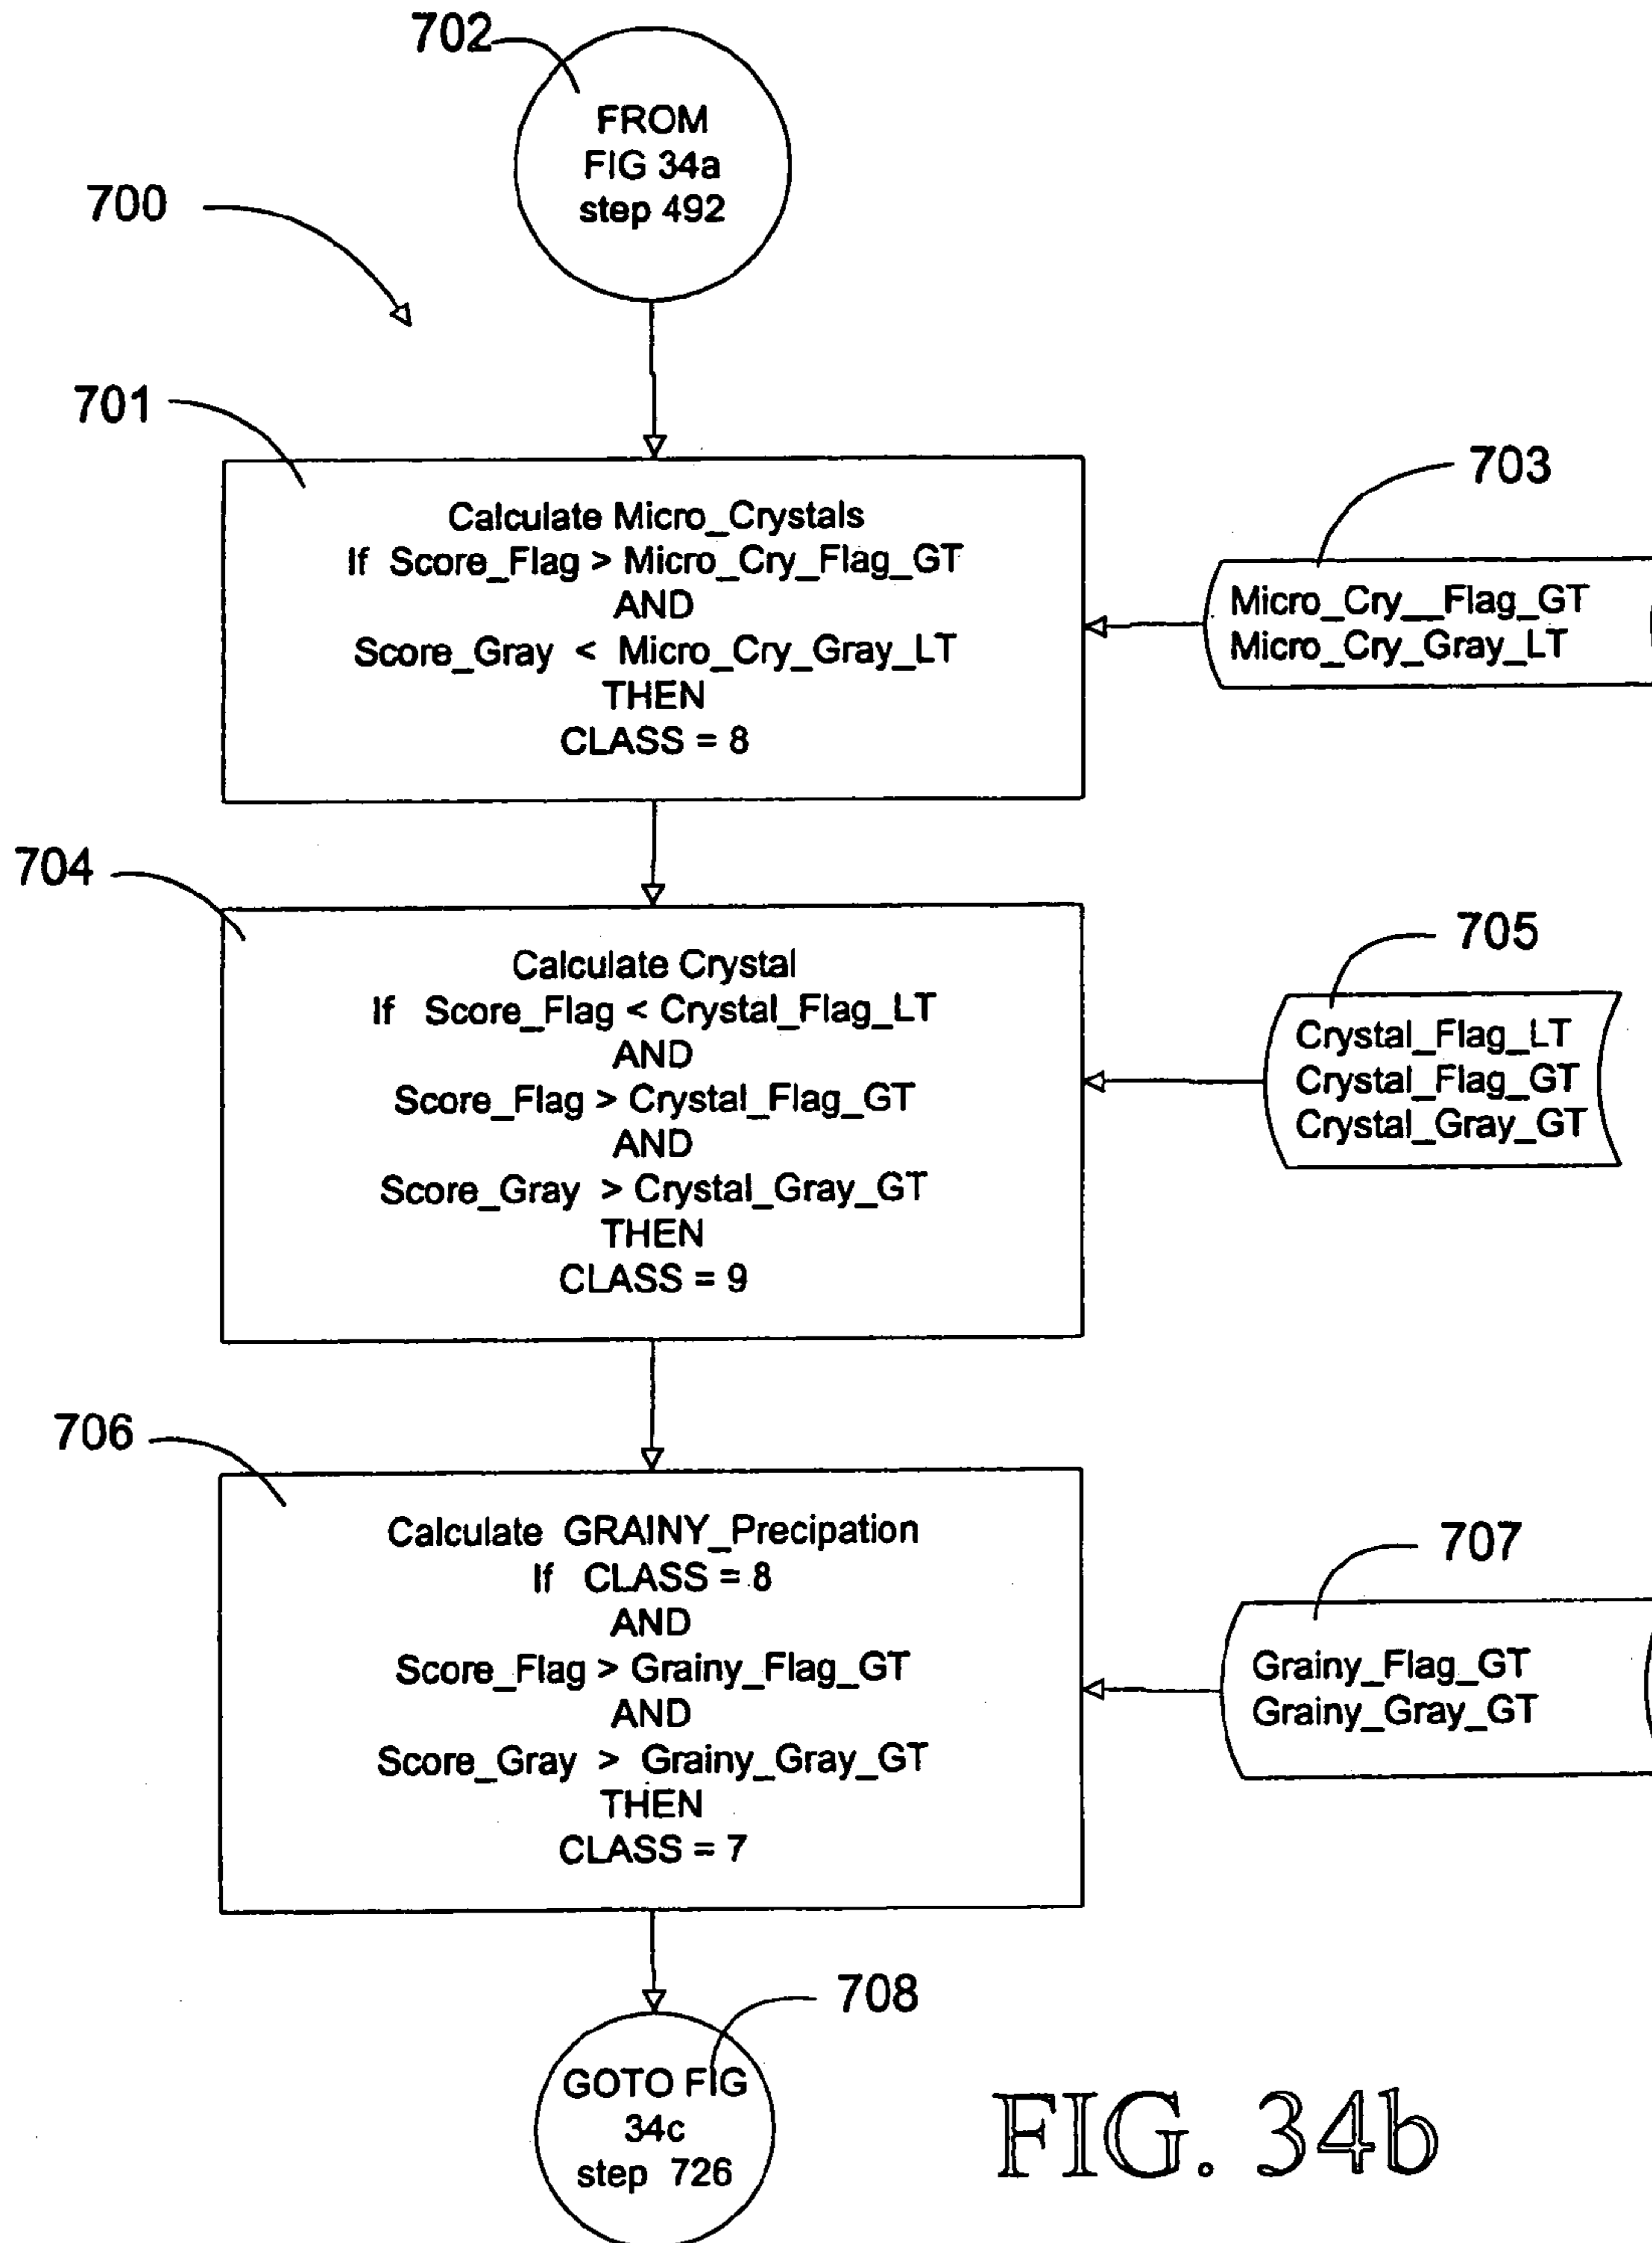 702
FROM
FIG 34a
step 492
700
701
Calculate Micro_Crystals
If Score_Flag > Micro_Cry_Flag_GT
AND
Score_Gray < Micro_Cry_Gray_LT
THEN
CLASS = 8
703
Micro_Cry__Flag_GT
Micro_Cry_Gray_LT
704
Calculate Crystal
If Score_Flag < Crystal_Flag_LT
AND
Score_Flag > Crystal_Flag_GT
AND
Score_Gray > Crystal_Gray_GT
THEN
CLASS = 9
705
Crystal_Flag_LT
Crystal_Flag_GT
Crystal_Gray_GT
706
Calculate GRAINY_Precipation
If CLASS = 8
AND
Score_Flag > Grainy_Flag_GT
AND
Score_Gray > Grainy_Gray_GT
THEN
CLASS = 7
707
Grainy_Flag_GT
Grainy_Gray_GT
708
GOTO FIG
34c
step 726
FIG. 34b